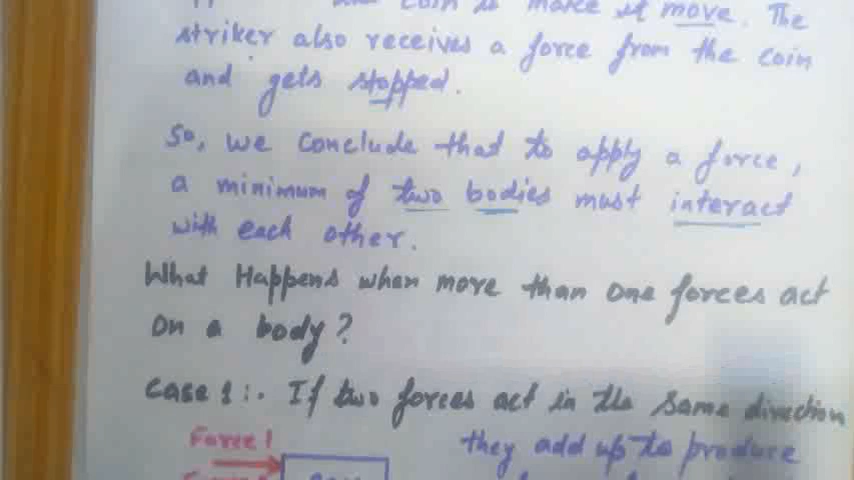 coin is make it move. The
striker also receives a force from the coin
and gets stopped.
So, we conclude that to apply a force,
a minimum of two bodies must interact
with each other.
What Happens when more than one forces act
on a body?
Case 1:. If two forces act in the same direction
Force 1
they add up to produce